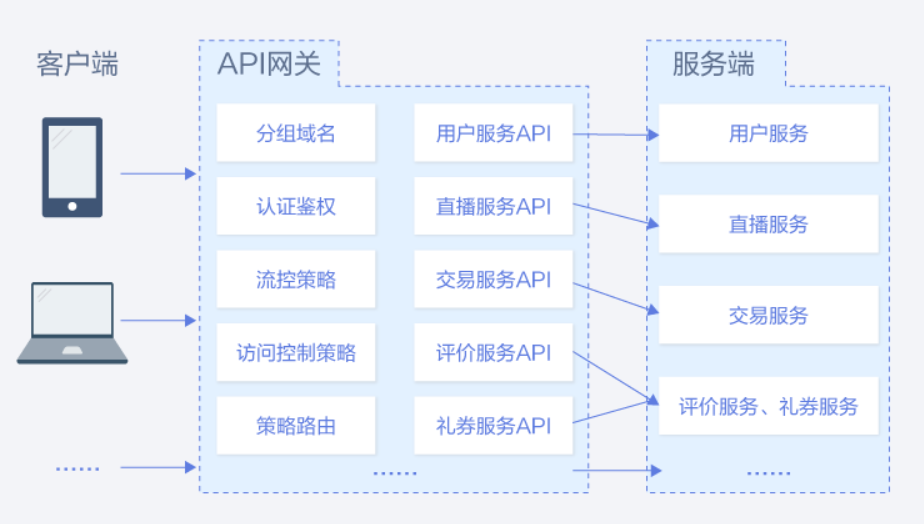 客户端
API网关
服务端
分组域名
用户服务API
用户服务
认证鉴权
直播服务API
直播服务
流控策略
交易服务API
交易服务
访问控制策略
评价服务API
评价服务、礼券服务
策略路由
礼券服务API
……
……
……